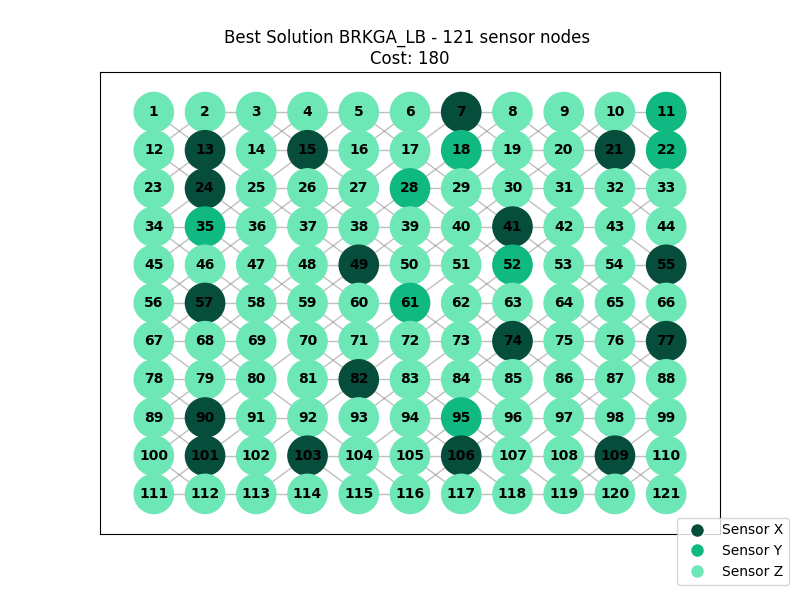 Best Solution BRKGA_LB - 121 sensor nodes
Cost: 180
1 2 3 4 5 6 7 8 9 10 11
12 13 14 15 16 17 18 19 20 21 22
23 24 25 26 27 28 29 30 31 32 33
34 35 36 37 38 39 40 41 42 43 44
45 46 47 48 49 50 51 52 53 54 55
56 57 58 59 60 61 62 63 64 65 66
67 68 69 70 71 72 73 74 75 76 77
78 79 80 81 82 83 84 85 86 87 88
89 90 91 92 93 94 95 96 97 98 99
100 101 102 103 104 105 106 107 108 109 110
111 112 113 114 115 116 117 118 119 120 121
Sensor X
Sensor Y
Sensor Z